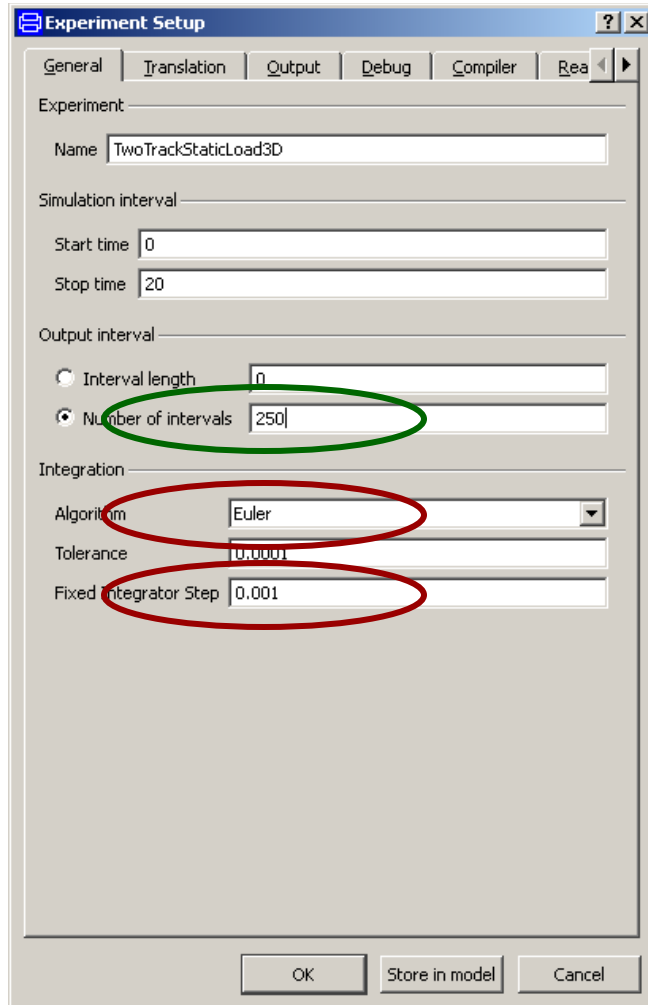 Experiment Setup
General Translation Output Debug Compiler Rea
Experiment
Name TwoTrackStaticLoad3D
Simulation interval
Start time 0
Stop time 20
Output interval
Interval length 0
Number of intervals 250
Integration
Algorithm Euler
Tolerance 0.0001
Fixed Integrator Step 0.001
OK Store in model Cancel